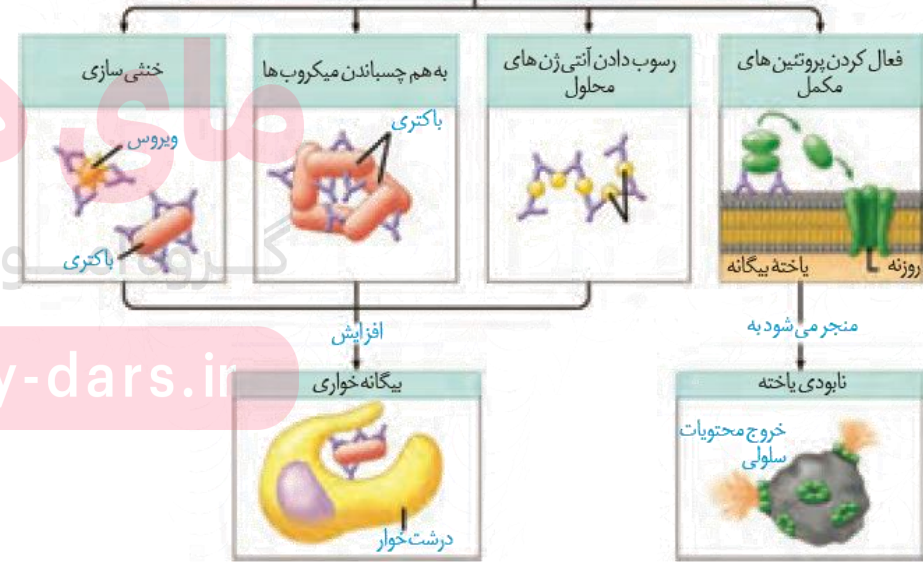 فعال کردن پروتئین های
مکمل
رسوب دادن آنتی ژن های
محلول
به هم چسباندن میکروب ها
خنثی سازی
باکتری
ویروس
باکتری
روزنه
یاختهٔ بیگانه
منجر می شود به
افزایش
نابودی یاخته
بیگانه خواری
خروج محتویات
سلولی
درشت خوار
مای
گروه
y-dars.ir